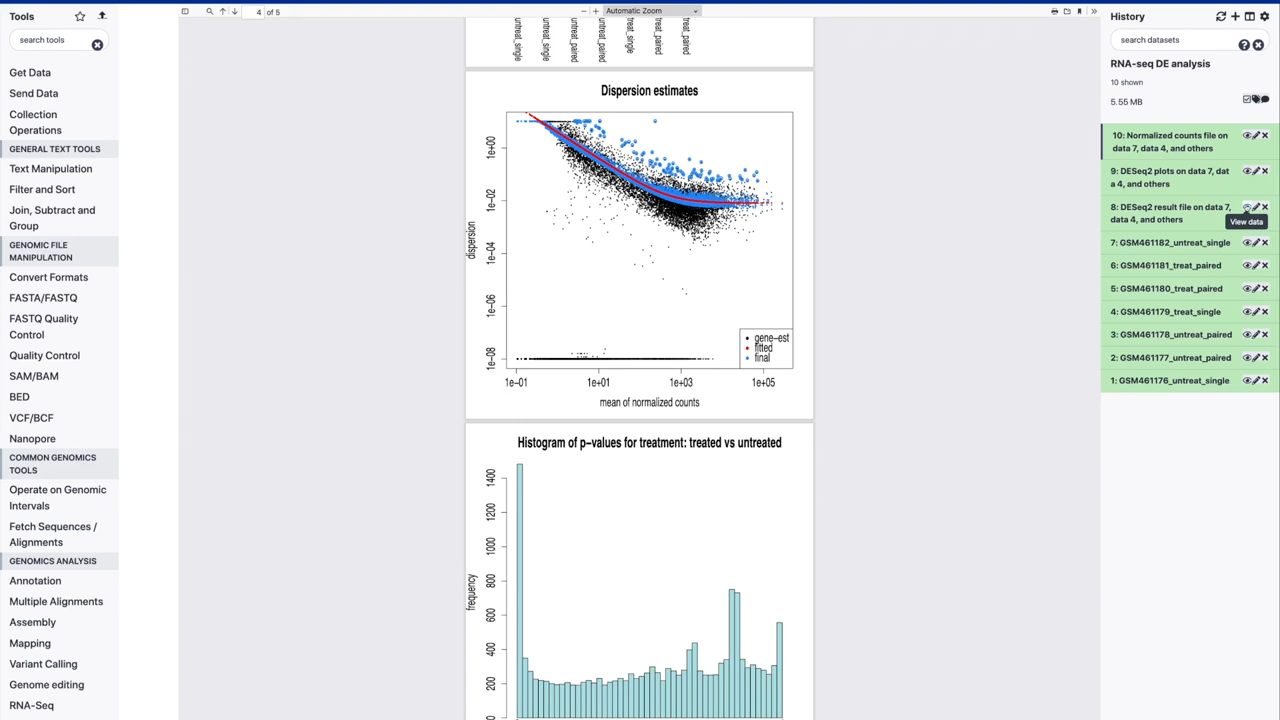 Tools
search tools
Get Data
Send Data
Collection
Operations
GENERAL TEXT TOOLS
Text Manipulation
Filter and Sort
Join, Subtract and
Group
GENOMIC FILE
MANIPULATION
Convert Formats
FASTA/FASTQ
FASTQ Quality
Control
Quality Control
SAM/BAM
BED
VCF/BCF
Nanopore
COMMON GENOMICS
TOOLS
Operate on Genomic
Intervals
Fetch Sequences /
Alignments
GENOMICS ANALYSIS
Annotation
Multiple Alignments
Assembly
Mapping
Variant Calling
Genome editing
RNA-Seq
4 of 5
Automatic Zoom
untreat_single
untreat_single
untreat_paired
untreat_paired
treat_single
treat_paired
treat_paired
Dispersion estimates
dispersion
1e+00
1e-02
1e-04
1e-06
1e-08
gene-est
fitted
final
1e-01 1e+01 1e+03 1e+05
mean of normalized counts
Histogram of p-values for treatment: treated vs untreated
frequency
1400
1200
1000
800
600
400
200
0
History
search datasets
RNA-seq DE analysis
10 shown
5.55 MB
10: Normalized counts file on
data 7, data 4, and others
9: DESeq2 plots on data 7, dat
a 4, and others
8: DESeq2 result file on data 7,
data 4, and others
View data
7: GSM461182_untreat_single
6: GSM461181_treat_paired
5: GSM461180_treat_paired
4: GSM461179_treat_single
3: GSM461178_untreat_paired
2: GSM461177_untreat_paired
1: GSM461176_untreat_single